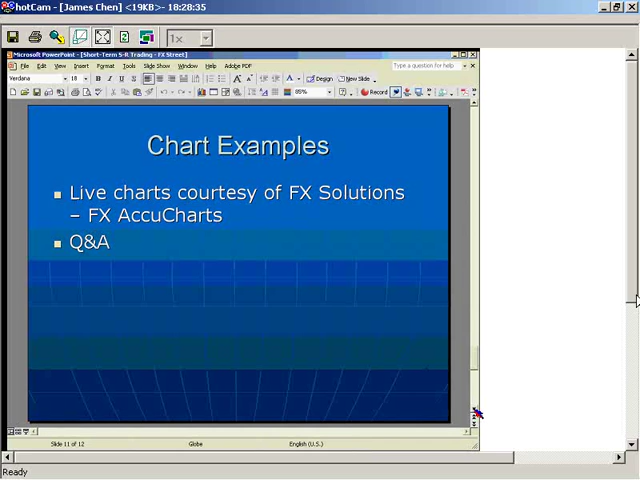 hotCam - [James Chen] <19KB> - 18:28:35
1x
Microsoft PowerPoint - [Short-Term S-R Trading - FX Street]
File Edit View Insert Format Tools Slide Show Window Help Adobe PDF Type a question for help
Verdana 18 B I U S Design New Slide
85% Record
Chart Examples
Live charts courtesy of FX Solutions
– FX AccuCharts
Q&A
Slide 11 of 12 Globe English (U.S.)
Ready